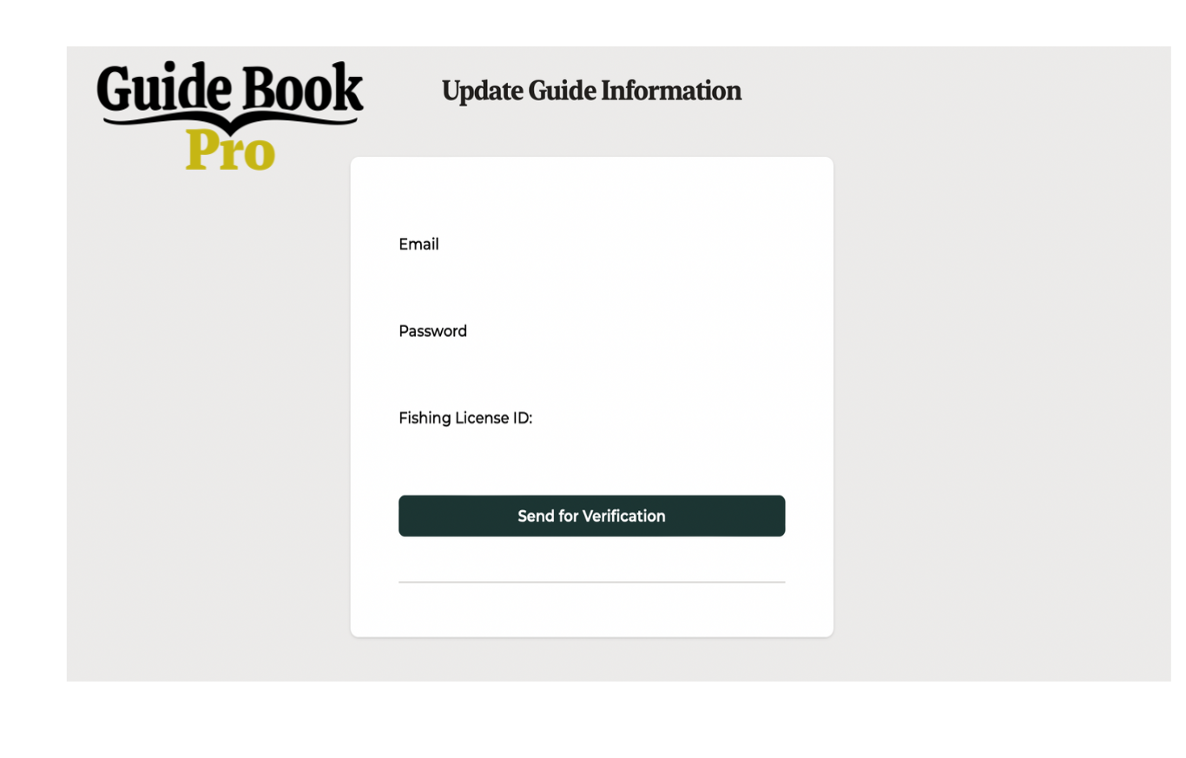 Guide Book
Pro
Update Guide Information
Email
Password
Fishing License ID:
Send for Verification